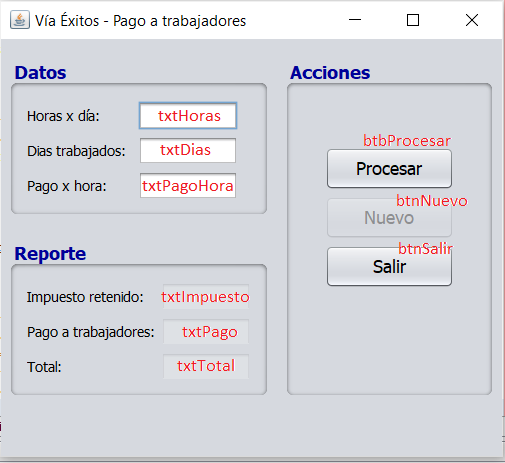 Vía Éxitos - Pago a trabajadores
Datos
Horas x día: txtHoras
Dias trabajados: txtDias
Pago x hora: txtPagoHora
Reporte
Impuesto retenido: txtImpuesto
Pago a trabajadores: txtPago
Total: txtTotal
Acciones
btbProcesar
Procesar
btnNuevo
Nuevo
btnSalir
Salir